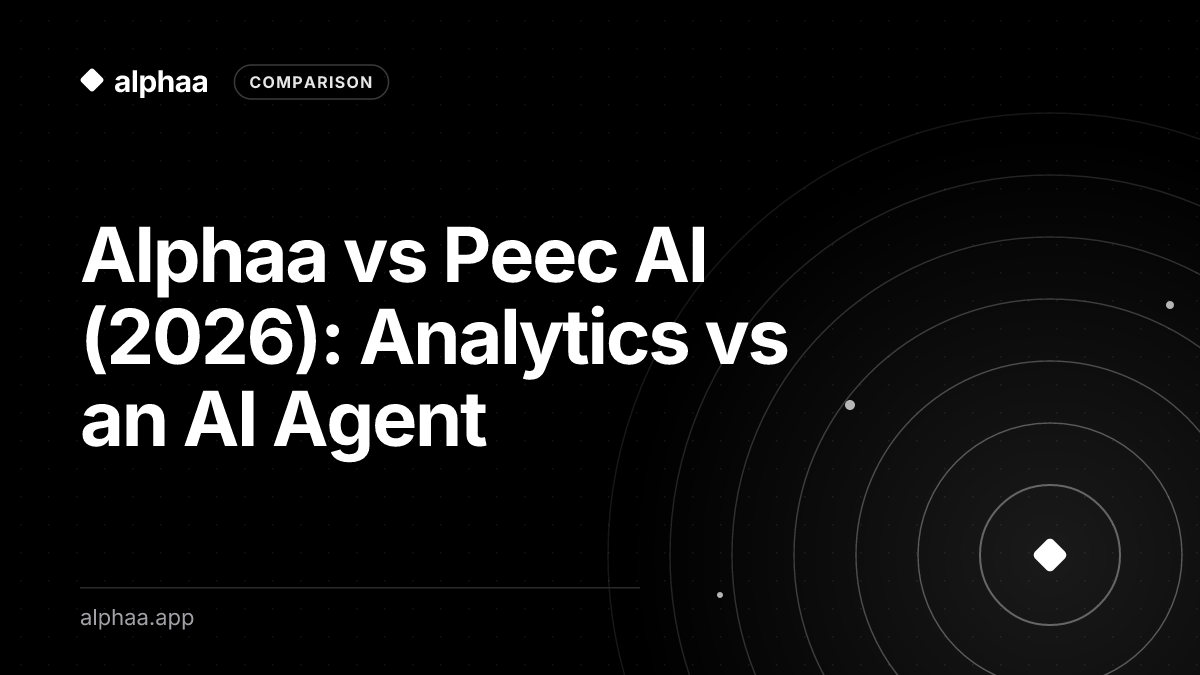 alphaa
COMPARISON
Alphaa vs Peec AI
(2026): Analytics vs
an AI Agent
alphaa.app